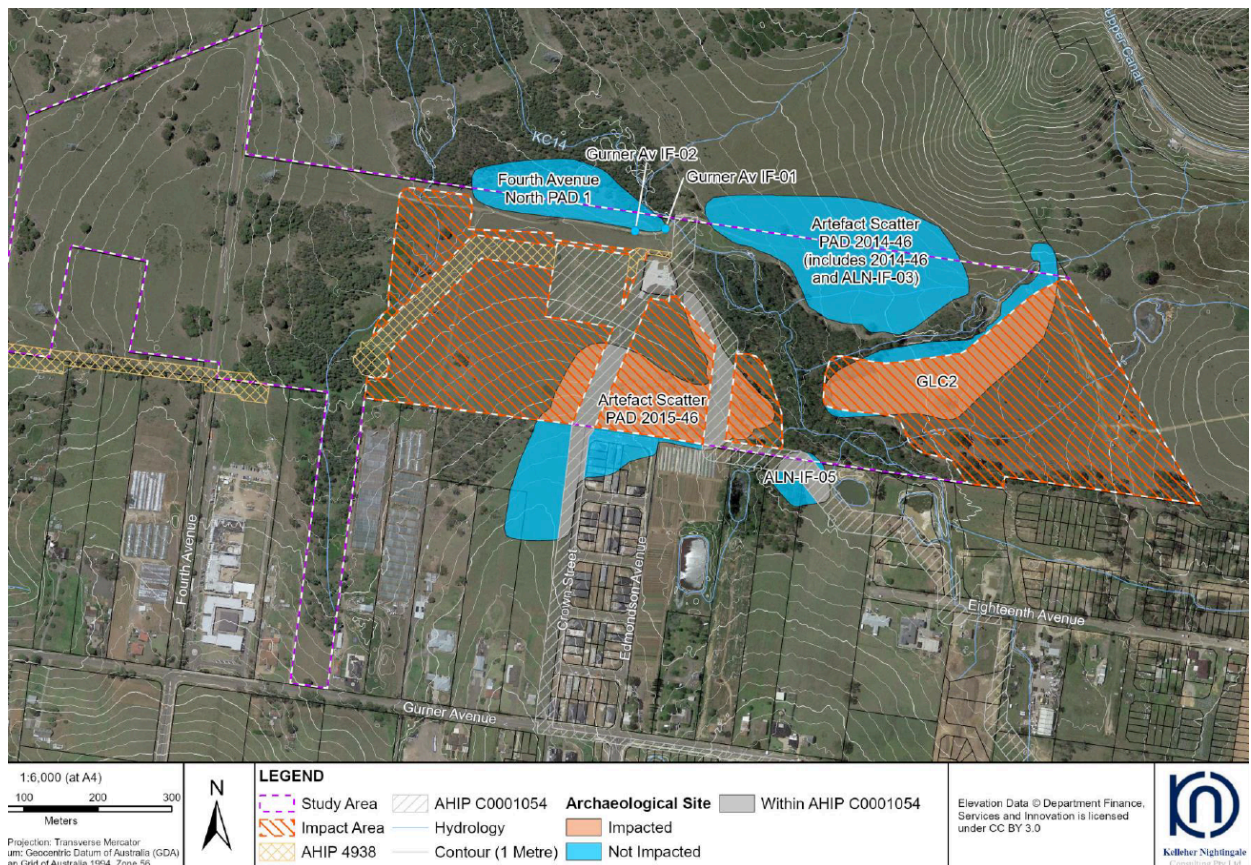 Upper Canal
KC14
Gurner Av IF-02
Gurner Av IF-01
Fourth Avenue
North PAD 1
Artefact Scatter
PAD 2014-46
(includes 2014-46
and ALN-IF-03)
GLC2
Artefact Scatter
PAD 2015-46
ALN-IF-05
Fourth Avenue
Crown Street
Edmondson Avenue
Eighteenth Avenue
Gurner Avenue
1:6,000 (at A4)
100 200 300
Meters
Projection: Transverse Mercator
um: Geocentric Datum of Australia (GDA)
an Grid of Australia 1994, Zone 56
N
LEGEND
Study Area
Impact Area
AHIP 4938
AHIP C0001054
Hydrology
Contour (1 Metre)
Archaeological Site
Impacted
Not Impacted
Within AHIP C0001054
Elevation Data © Department Finance,
Services and Innovation is licensed
under CC BY 3.0
Kelleher Nightingale
Consulting Pty Ltd